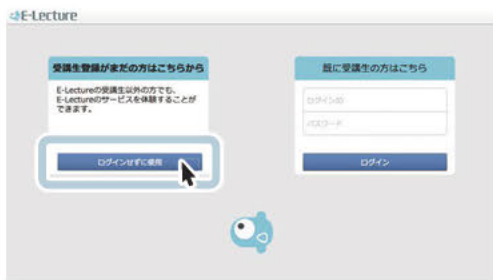 E-Lecture
受講生登録がまだの方はこちらから
E-Lectureの受講生以外の方でも、
E-Lectureのサービスを体験することが
できます。
ログインせずに使用
既に受講生の方はこちら
ログインID
パスワード
ログイン